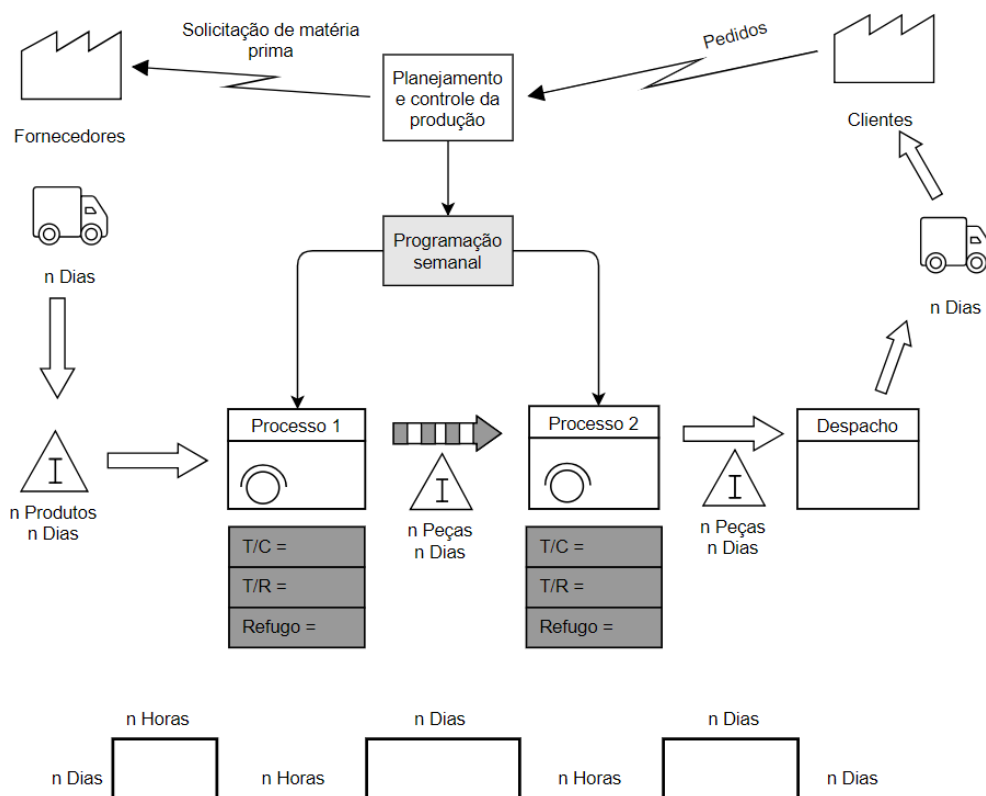 Solicitação de matéria
prima
Pedidos
Planejamento
e controle da
produção
Fornecedores
Clientes
Programação
semanal
n Dias
n Dias
Processo 1
Processo 2
Despacho
I
I
I
n Produtos
n Dias
n Peças
n Dias
n Peças
n Dias
T/C =
T/R =
Refugo =
T/C =
T/R =
Refugo =
n Horas
n Dias
n Dias
n Dias
n Horas
n Horas
n Dias